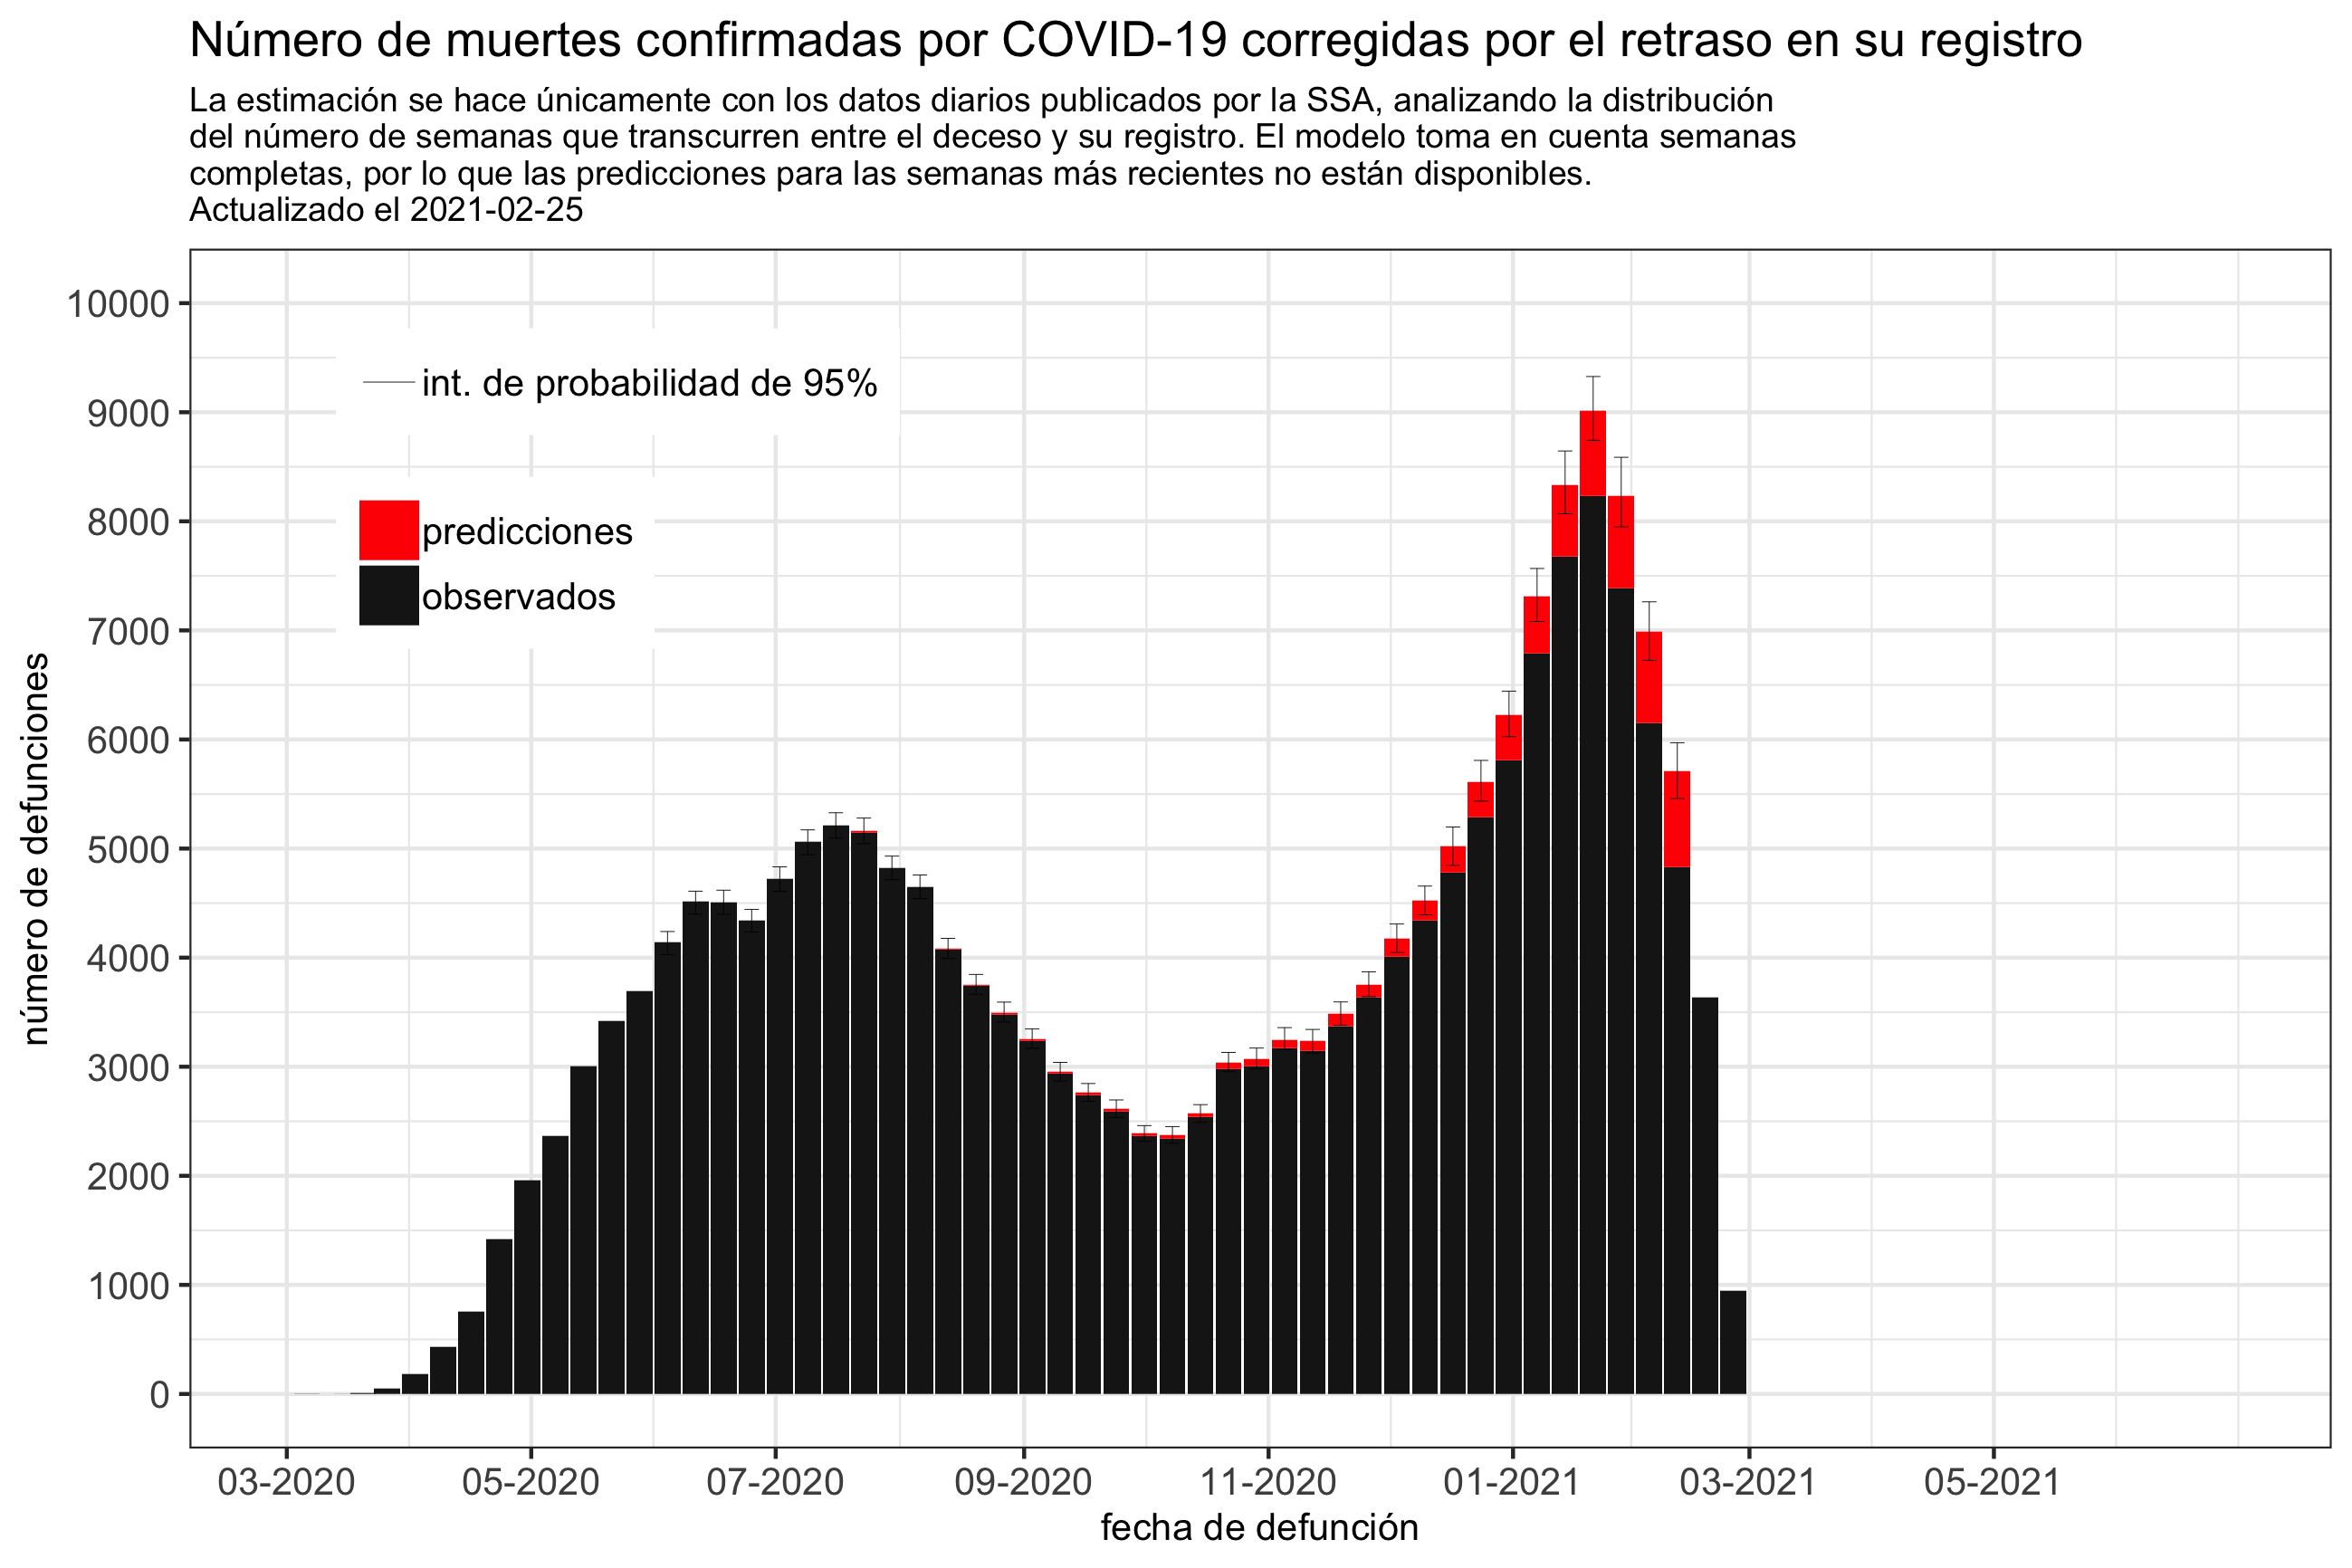 Número de muertes confirmadas por COVID-19 corregidas por el retraso en su registro
La estimación se hace únicamente con los datos diarios publicados por la SSA, analizando la distribución
del número de semanas que transcurren entre el deceso y su registro. El modelo toma en cuenta semanas
completas, por lo que las predicciones para las semanas más recientes no están disponibles.
Actualizado el 2021-02-25
número de defunciones
10000
9000
8000
7000
6000
5000
4000
3000
2000
1000
0
int. de probabilidad de 95%
predicciones
observados
03-2020 05-2020 07-2020 09-2020 11-2020 01-2021 03-2021 05-2021
fecha de defunción